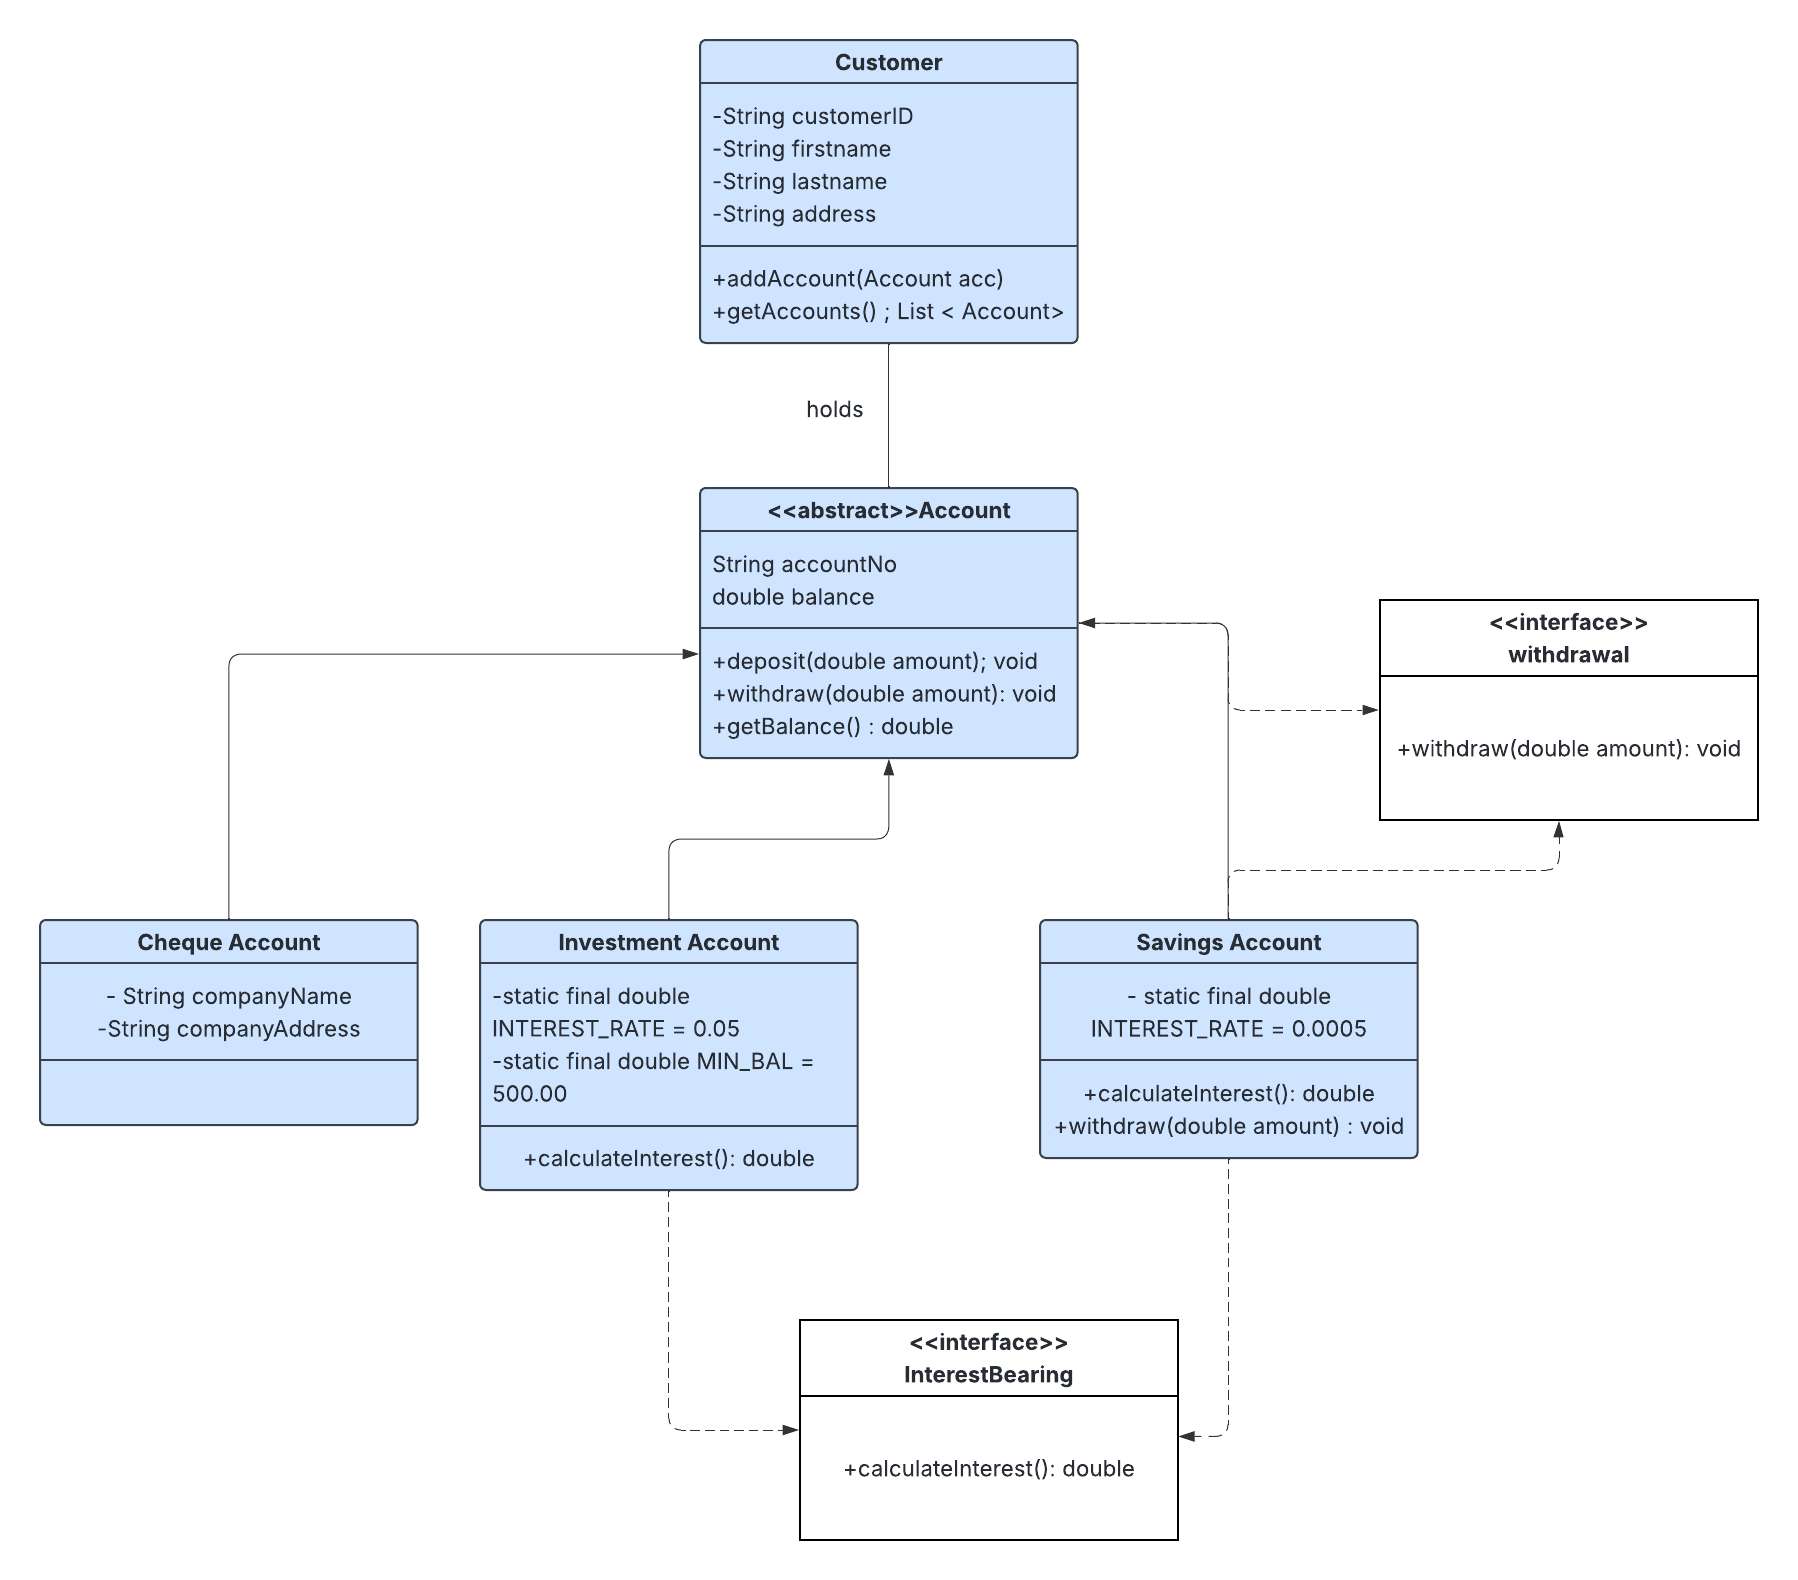 Customer
-String customerID
-String firstname
-String lastname
-String address
+addAccount(Account acc)
+getAccounts() ; List < Account>
holds
<<abstract>>Account
String accountNo
double balance
+deposit(double amount); void
+withdraw(double amount): void
+getBalance() : double
<<interface>>
withdrawal
+withdraw(double amount): void
Cheque Account
- String companyName
-String companyAddress
Investment Account
-static final double
INTEREST_RATE = 0.05
-static final double MIN_BAL =
500.00
+calculateInterest(): double
Savings Account
- static final double
INTEREST_RATE = 0.0005
+calculateInterest(): double
+withdraw(double amount) : void
<<interface>>
InterestBearing
+calculateInterest(): double